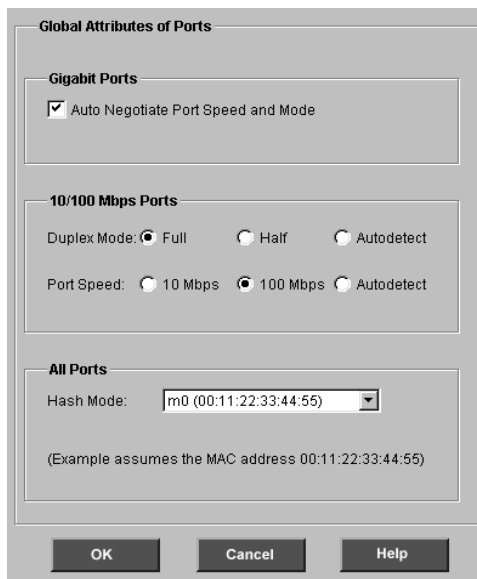 Global Attributes of Ports
Gigabit Ports
Auto Negotiate Port Speed and Mode
10/100 Mbps Ports
Duplex Mode: Full Half Autodetect
Port Speed: 10 Mbps 100 Mbps Autodetect
All Ports
Hash Mode: m0 (00:11:22:33:44:55)
(Example assumes the MAC address 00:11:22:33:44:55)
OK Cancel Help